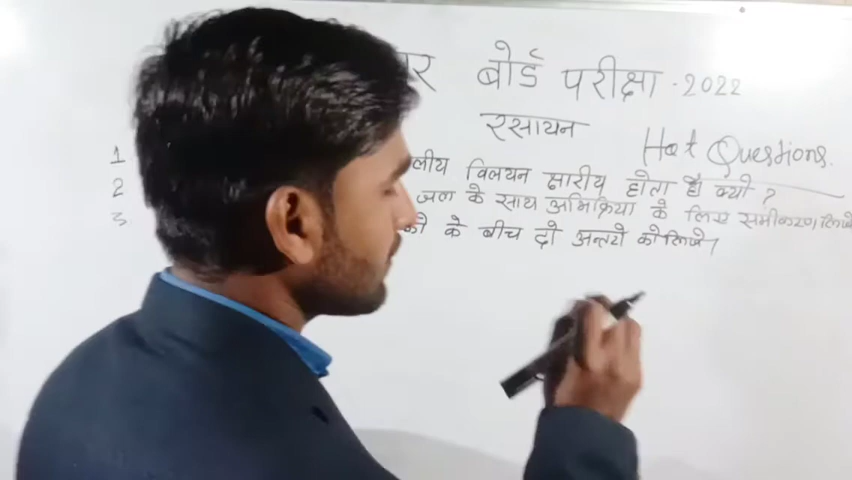 बोर्ड परीक्षा - 2022
रसायन
Hot Questions.
1 विलयन क्षारीय होता है क्यों ?
2 जल के साथ अभिक्रिया के लिए समीकरण लिखे
3. के बीच दो अन्तरो को लिखे।